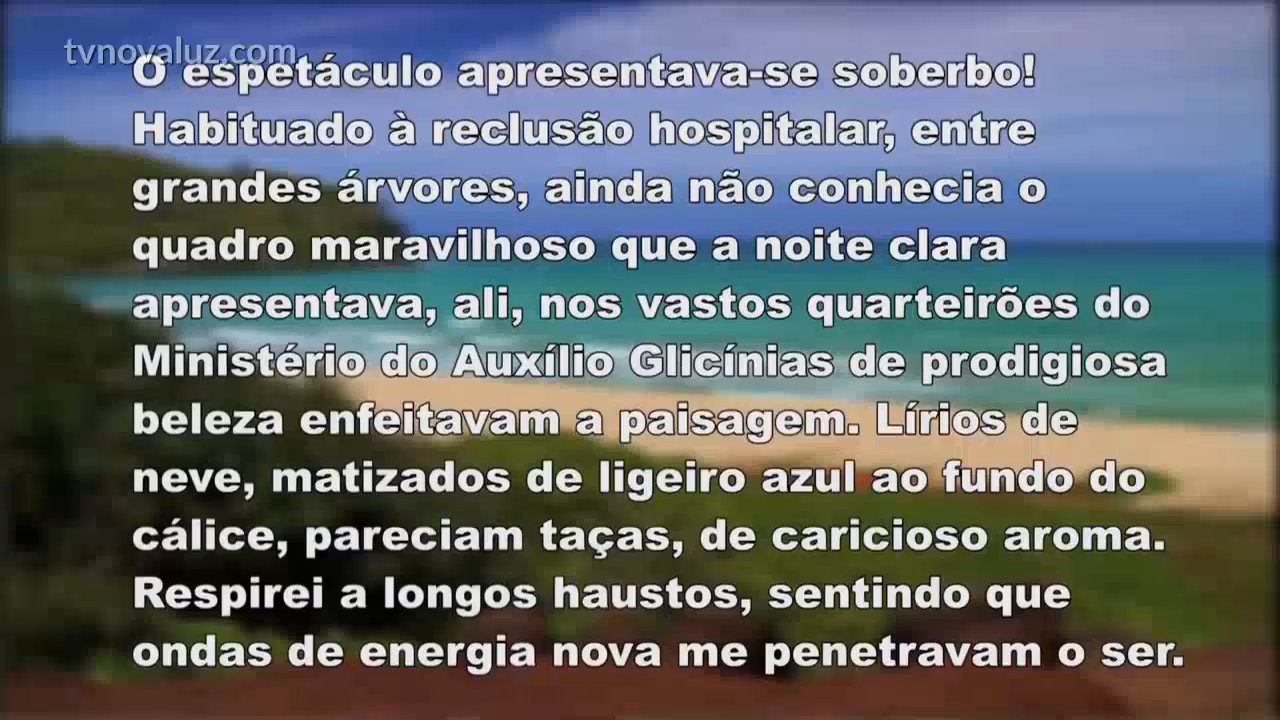 tvnovaluz.com
O espetáculo apresentava-se soberbo!
Habituado à reclusão hospitalar, entre
grandes árvores, ainda não conhecia o
quadro maravilhoso que a noite clara
apresentava, ali, nos vastos quarteirões do
Ministério do Auxílio Glicínias de prodigiosa
beleza enfeitavam a paisagem. Lírios de
neve, matizados de ligeiro azul ao fundo do
cálice, pareciam taças, de caricioso aroma.
Respirei a longos haustos, sentindo que
ondas de energia nova me penetravam o ser.